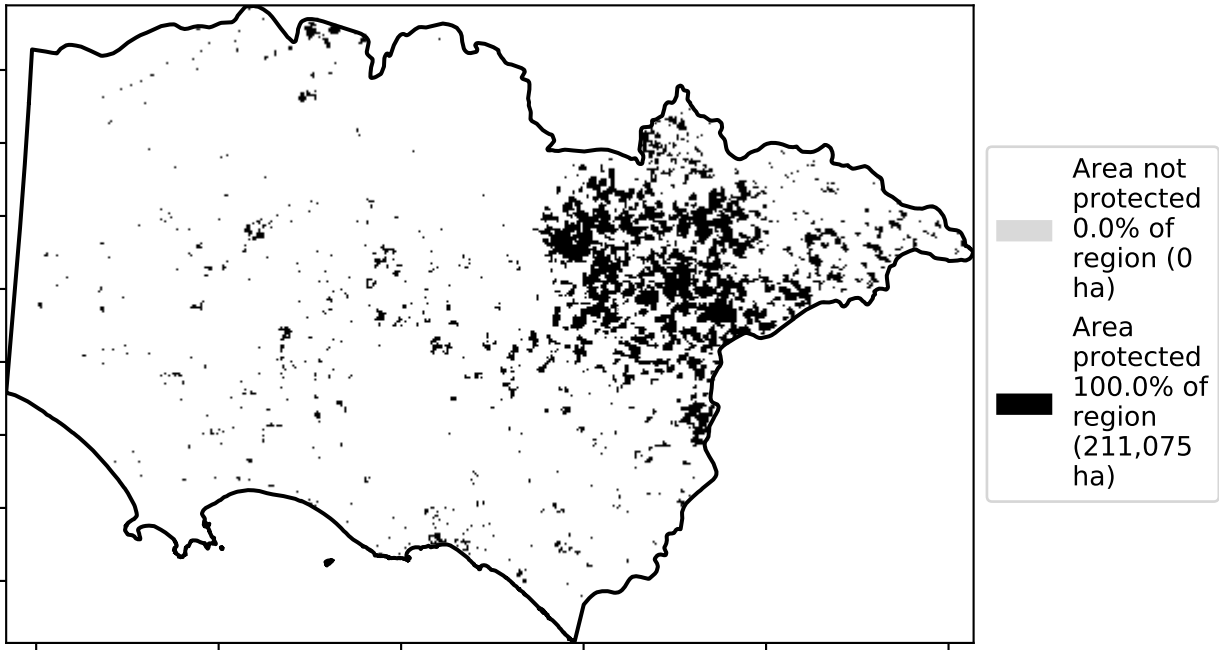 Area not
protected
0.0% of
region (0
ha)
Area
protected
100.0% of
region
(211,075
ha)